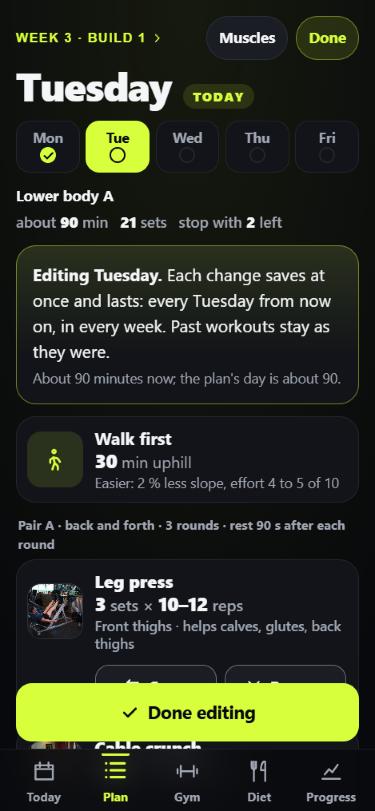 WEEK 3 · BUILD 1 >
Muscles
Done
Tuesday
TODAY
Mon
Tue
Wed
Thu
Fri
Lower body A
about 90 min 21 sets stop with 2 left
Editing Tuesday. Each change saves at
once and lasts: every Tuesday from now
on, in every week. Past workouts stay as
they were.
About 90 minutes now; the plan's day is about 90.
Walk first
30 min uphill
Easier: 2 % less slope, effort 4 to 5 of 10
Pair A · back and forth · 3 rounds · rest 90 s after each
round
Leg press
3 sets × 10–12 reps
Front thighs · helps calves, glutes, back
thighs
Done editing
Cable crunch
Today
Plan
Gym
Diet
Progress